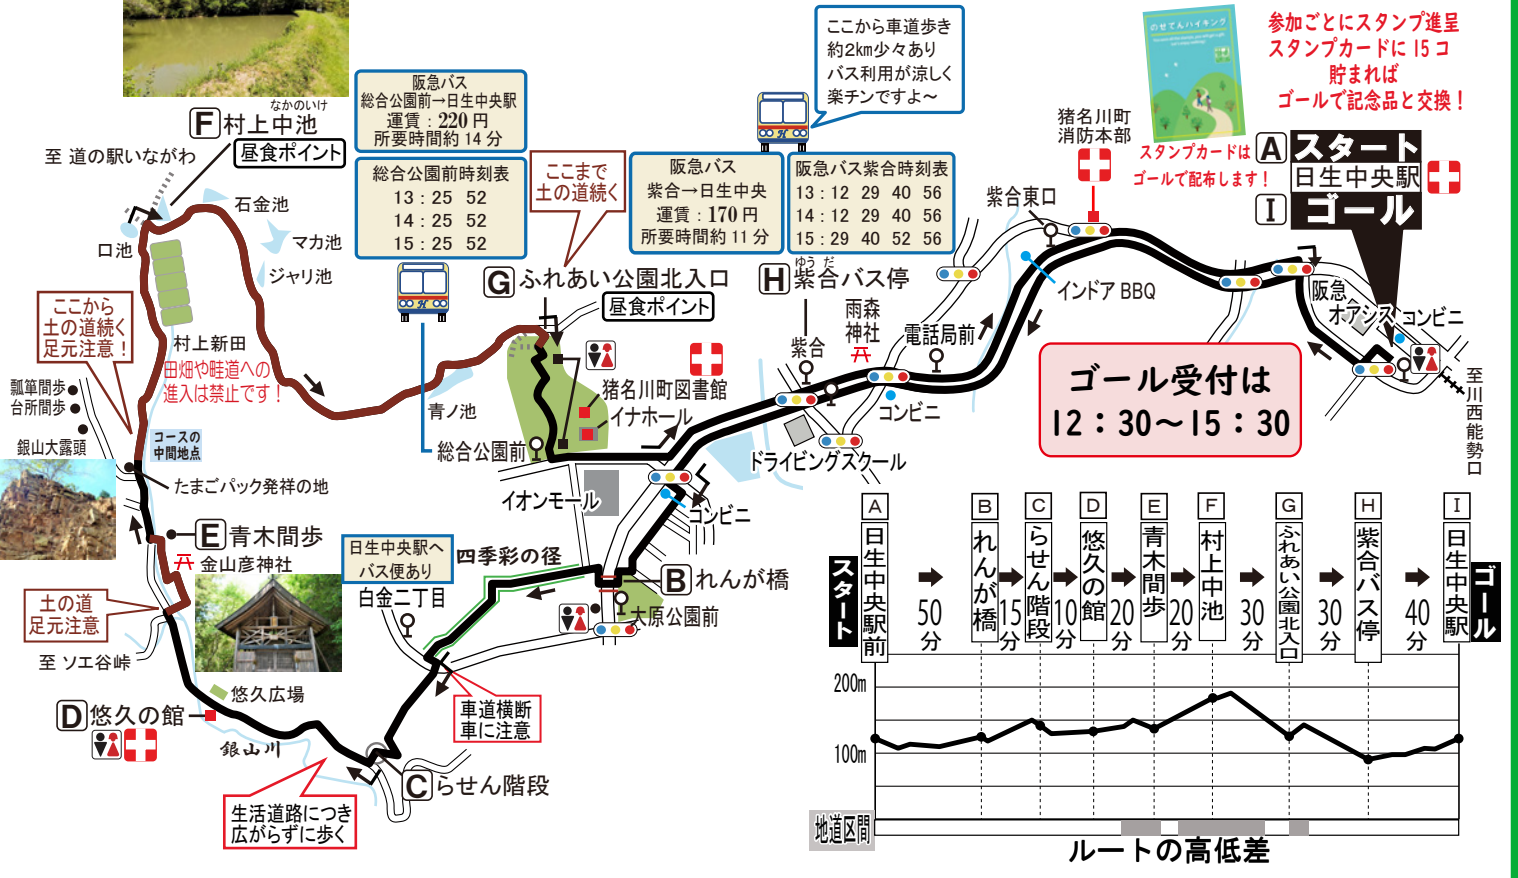 ここから車道歩き
約2km少々あり
バス利用が涼しく
楽チンですよ～
のせでんハイキング
参加ごとにスタンプ進呈
スタンプカードに15コ
貯まれば
ゴールで記念品と交換！
スタンプカードは
ゴールで配布します！
猪名川町
消防本部
A スタート
日生中央駅
I ゴール
阪急バス
総合公園前→日生中央駅
運賃：220円
所要時間約14分
総合公園前時刻表
13：25 52
14：25 52
15：25 52
阪急バス
紫合→日生中央
運賃：170円
所要時間約11分
阪急バス紫合時刻表
13：12 29 40 56
14：12 29 40 56
15：29 40 52 56
なかのいけ
F 村上中池
昼食ポイント
至 道の駅いながわ
石金池
マカ池
ジャリ池
口池
ここまで
土の道続く
G ふれあい公園北入口
昼食ポイント
ゆう だ
H 紫合バス停
紫合東口
雨森
神社
電話局前
紫合
インドア BBQ
阪急
オアシス
コンビニ
至川西能勢口
ここから
土の道続く
足元注意！
村上新田
田畑や畦道への
進入は禁止です！
瓢箪間歩
台所間歩
銀山大露頭
コースの
中間地点
たまごパック発祥の地
青ノ池
総合公園前
猪名川町図書館
イナホール
コンビニ
ドライビングスクール
イオンモール
コンビニ
ゴール受付は
12：30～15：30
E 青木間歩
金山彦神社
土の道
足元注意
至 ソエ谷峠
日生中央駅へ
バス便あり
四季彩の径
白金二丁目
B れんが橋
大原公園前
悠久広場
D 悠久の館
銀山川
車道横断
車に注意
C らせん階段
生活道路につき
広がらずに歩く
スタート
A 日生中央駅前
50分
B れんが橋
15分
C らせん階段
10分
D 悠久の館
20分
E 青木間歩
20分
F 村上中池
30分
G ふれあい公園北入口
30分
H 紫合バス停
40分
I 日生中央駅
ゴール
200m
100m
地道区間
ルートの高低差